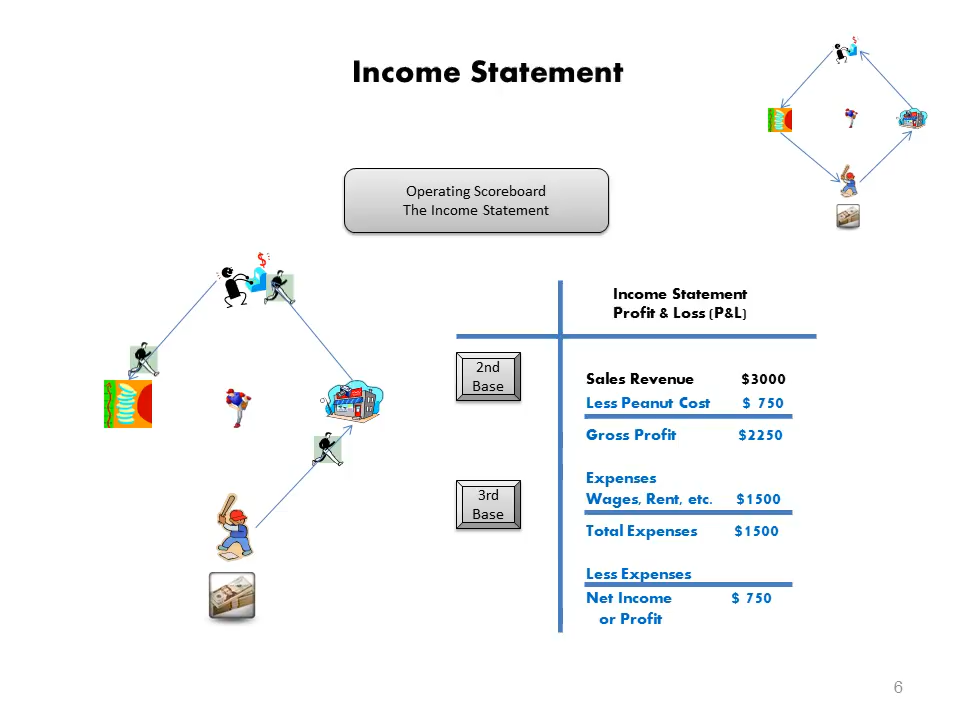 Income Statement
Operating Scoreboard
The Income Statement
$
$
Income Statement
Profit & Loss (P&L)
2nd
Base
Sales Revenue $3000
Less Peanut Cost $ 750
Gross Profit $2250
Expenses
3rd
Base
Wages, Rent, etc. $1500
Total Expenses $1500
Less Expenses
Net Income $ 750
or Profit
6